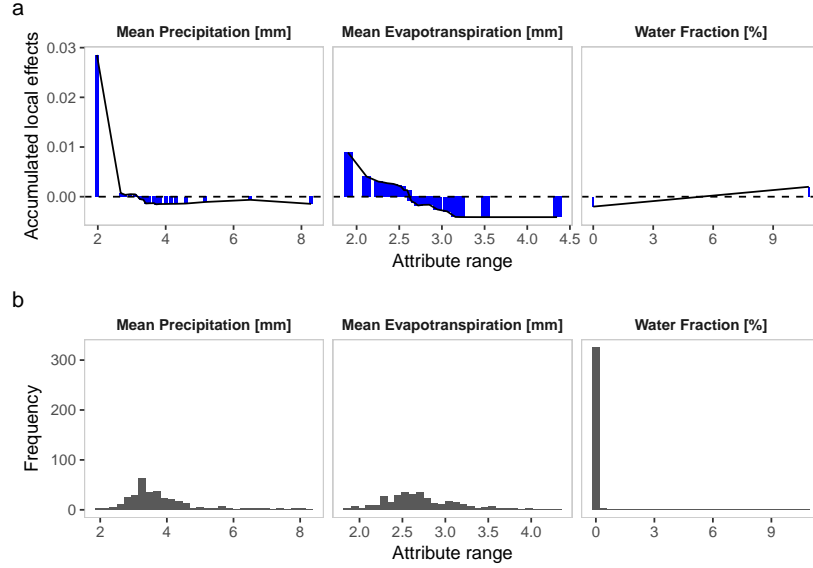 a
Mean Precipitation [mm] Mean Evapotranspiration [mm] Water Fraction [%]
Accumulated local effects
0.03
0.02
0.01
0.00
2 4 6 8 2.0 2.5 3.0 3.5 4.0 4.5 0 3 6 9
Attribute range
b
Mean Precipitation [mm] Mean Evapotranspiration [mm] Water Fraction [%]
Frequency
300
200
100
0
2 4 6 8 2.0 2.5 3.0 3.5 4.0 0 3 6 9
Attribute range